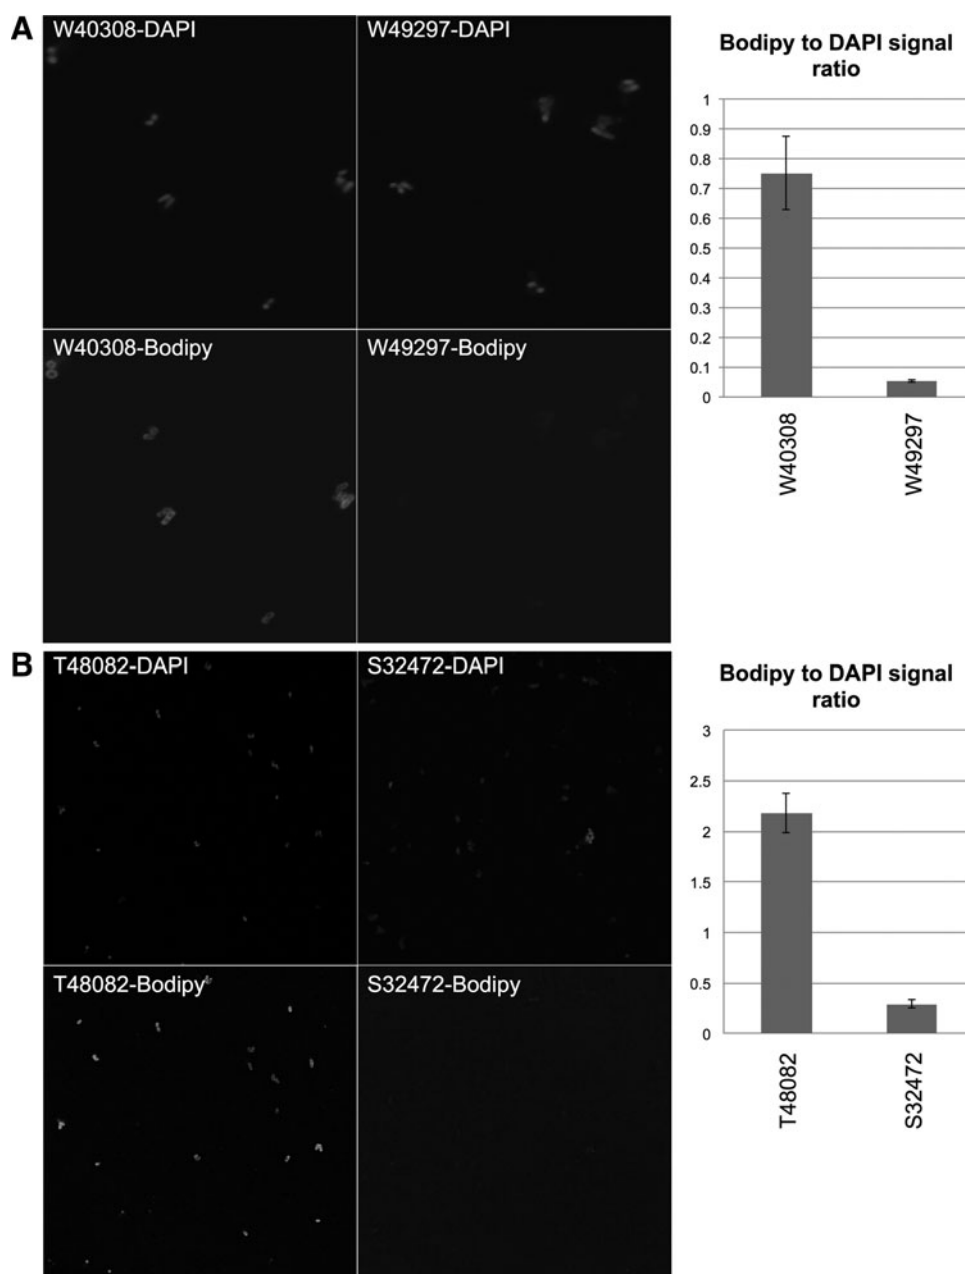 A
W40308-DAPI
W49297-DAPI
W40308-Bodipy
W49297-Bodipy
Bodipy to DAPI signal
ratio
1
0.9
0.8
0.7
0.6
0.5
0.4
0.3
0.2
0.1
0
W40308
W49297
B
T48082-DAPI
S32472-DAPI
T48082-Bodipy
S32472-Bodipy
Bodipy to DAPI signal
ratio
3
2.5
2
1.5
1
0.5
0
T48082
S32472